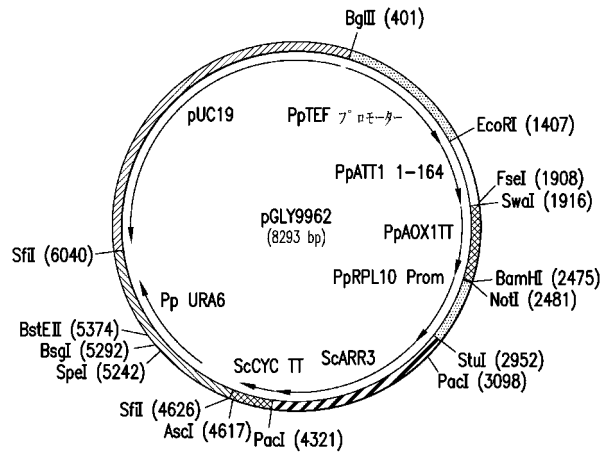 BglII (401)
pUC19
PpTEF プロモーター
EcoRI (1407)
PpATT1 1-164
FseI (1908)
SwaI (1916)
pGLY9962
(8293 bp)
PpAOX1TT
SfiI (6040)
PpRPL10 Prom
BamHI (2475)
NotI (2481)
Pp URA6
BstEII (5374)
BsgI (5292)
SpeI (5242)
ScCYC TT
ScARR3
StuI (2952)
PacI (3098)
SfiI (4626)
AscI (4617)
PacI (4321)